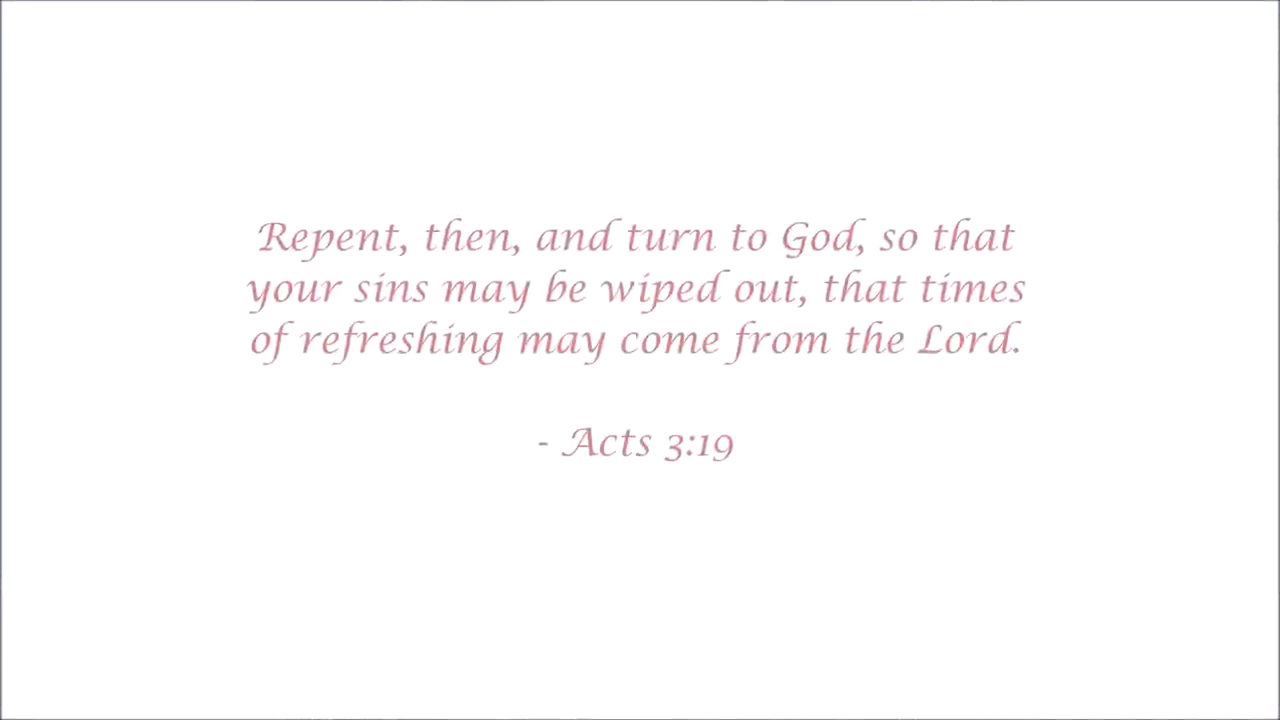 Repent, then, and turn to God, so that
your sins may be wiped out, that times
of refreshing may come from the Lord.
- Acts 3:19